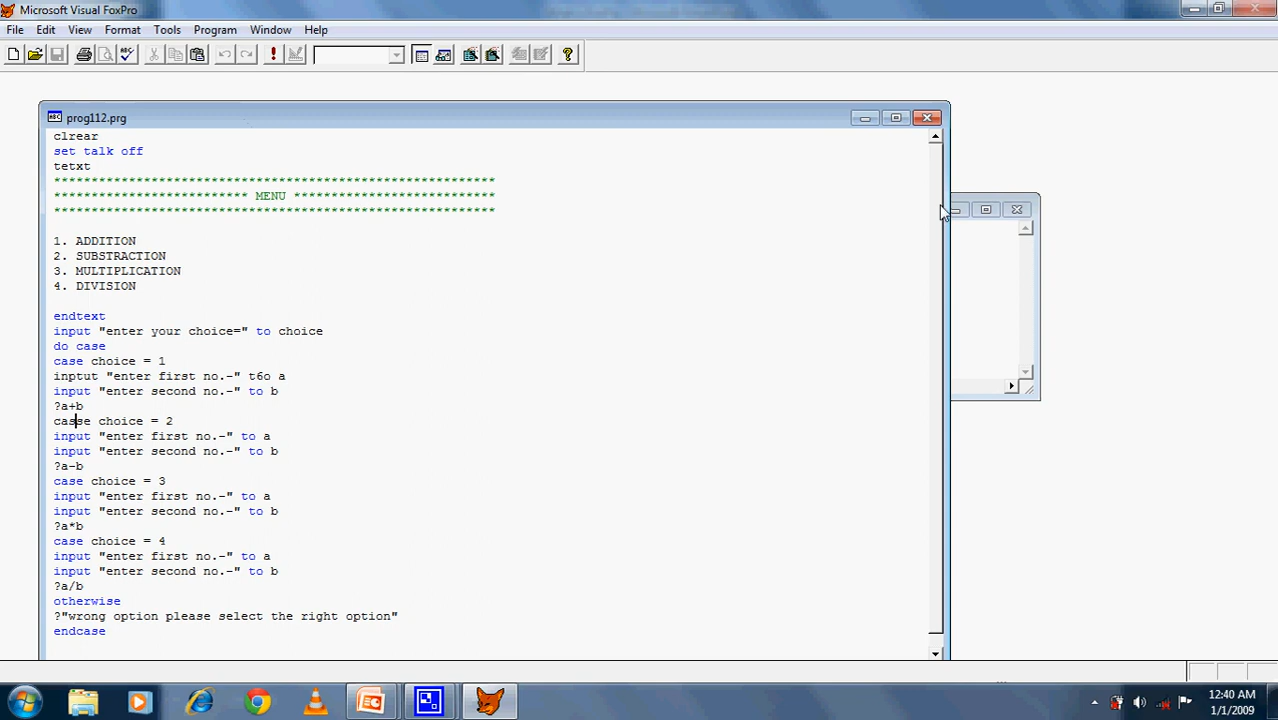 Microsoft Visual FoxPro
File Edit View Format Tools Program Window Help
prog112.prg
clrear
set talk off
tetxt
***********************************************************
************************** MENU **************************
***********************************************************
1. ADDITION
2. SUBSTRACTION
3. MULTIPLICATION
4. DIVISION
endtext
input "enter your choice=" to choice
do case
case choice = 1
inptut "enter first no.-" t6o a
input "enter second no.-" to b
?a+b
casse choice = 2
input "enter first no.-" to a
input "enter second no.-" to b
?a-b
case choice = 3
input "enter first no.-" to a
input "enter second no.-" to b
?a*b
case choice = 4
input "enter first no.-" to a
input "enter second no.-" to b
?a/b
otherwise
?"wrong option please select the right option"
endcase
12:40 AM
1/1/2009